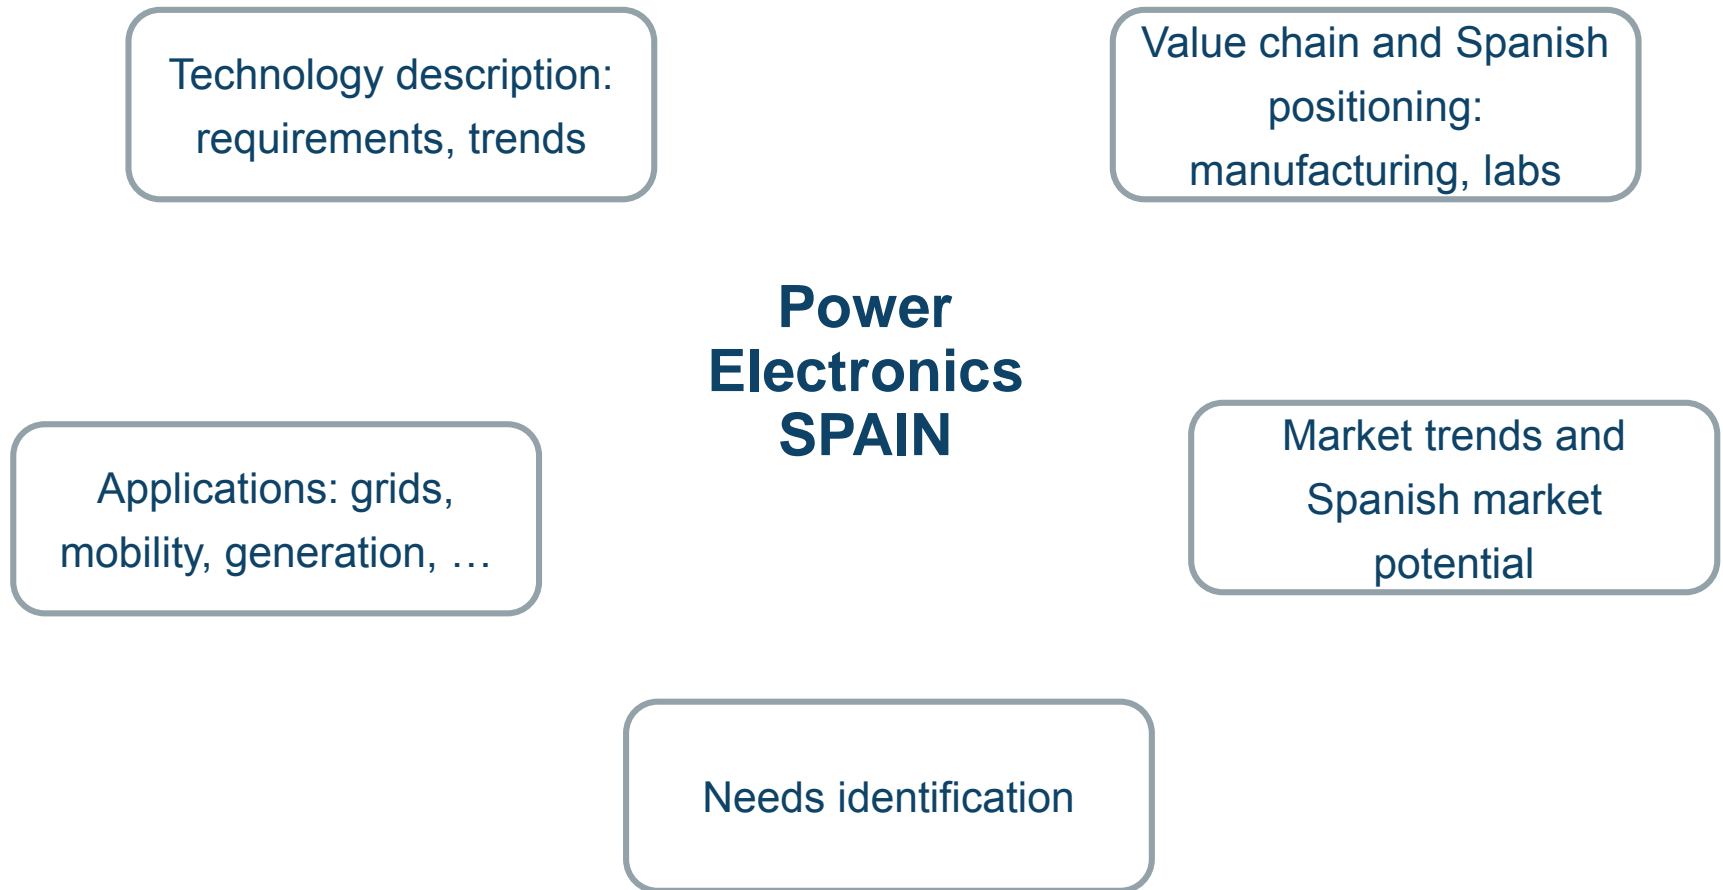 Technology description:
requirements, trends
Value chain and Spanish
positioning:
manufacturing, labs
Power
Electronics
SPAIN
Applications: grids,
mobility, generation, …
Market trends and
Spanish market
potential
Needs identification